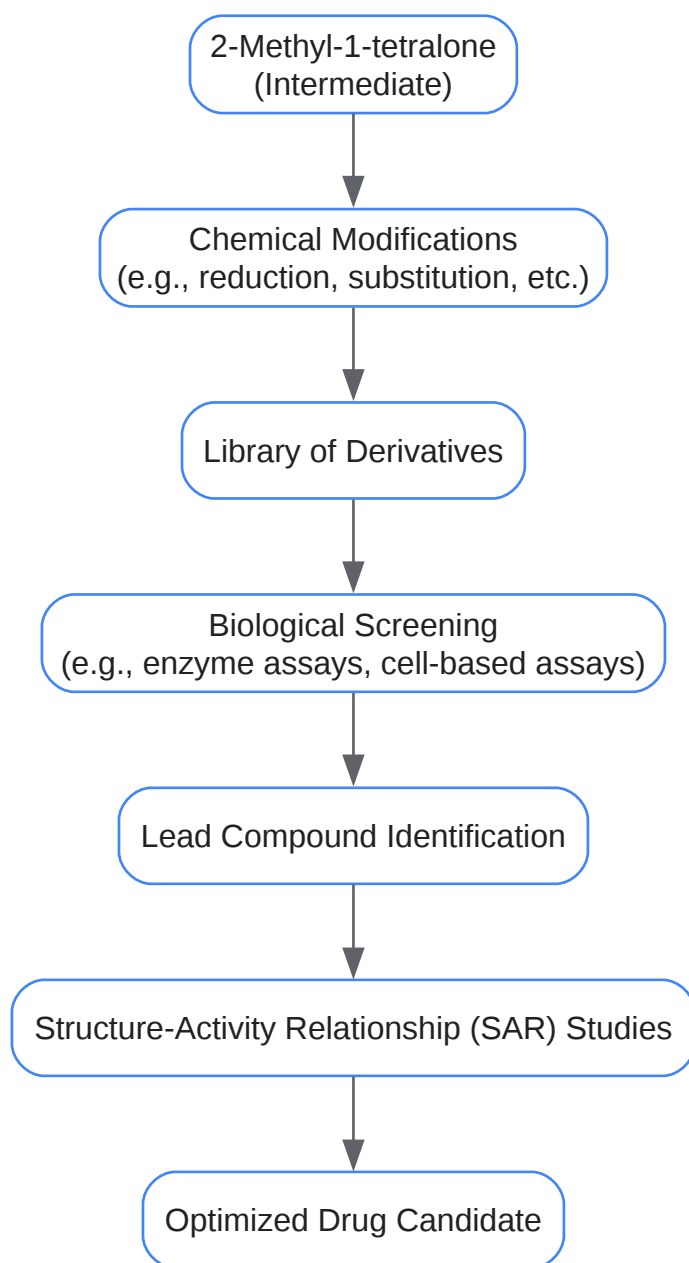 2-Methyl-1-tetralone
(Intermediate)
Chemical Modifications
(e.g., reduction, substitution, etc.)
Library of Derivatives
Biological Screening
(e.g., enzyme assays, cell-based assays)
Lead Compound Identification
Structure-Activity Relationship (SAR) Studies
Optimized Drug Candidate